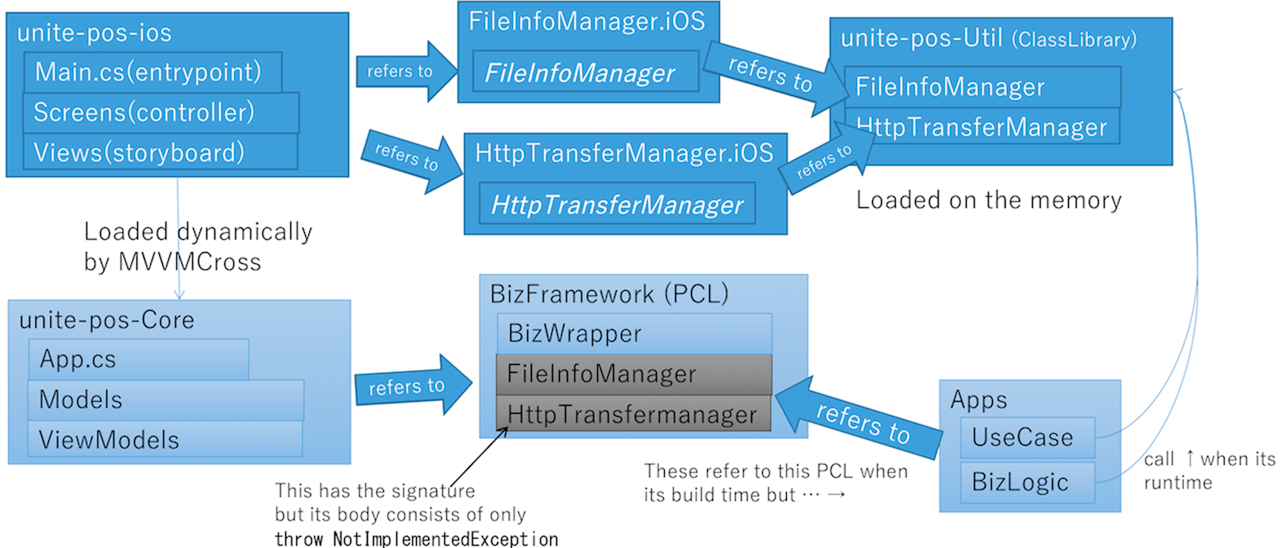 unite-pos-ios
Main.cs(entrypoint)
Screens(controller)
Views(storyboard)
refers to
refers to
FileInfoManager.iOS
FileInfoManager
HttpTransferManager.iOS
HttpTransferManager
refers to
refers to
unite-pos-Util (ClassLibrary)
FileInfoManager
HttpTransferManager
Loaded on the memory
Loaded dynamically
by MVVMCross
unite-pos-Core
App.cs
Models
ViewModels
refers to
BizFramework (PCL)
BizWrapper
FileInfoManager
HttpTransfermanager
refers to
Apps
UseCase
BizLogic
call ↑ when its
runtime
These refer to this PCL when
its build time but … →
This has the signature
but its body consists of only
throw NotImplementedException